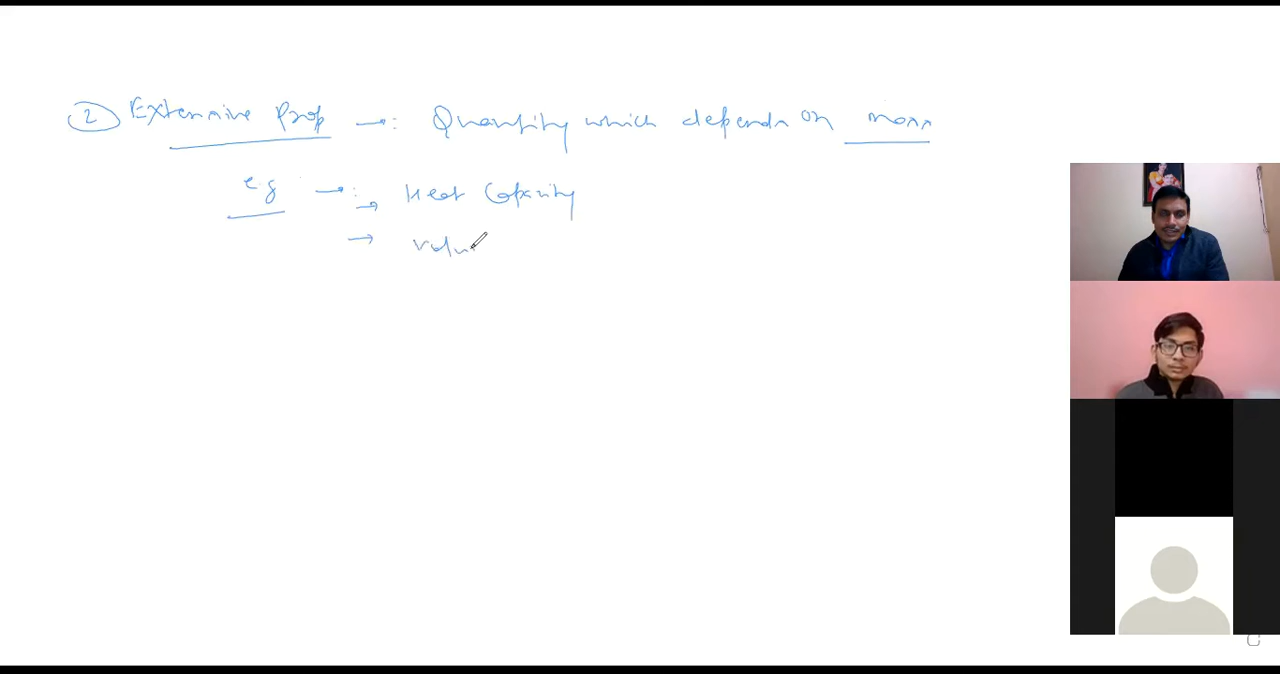 ② Extensive Prop →: Quantity which depends on mass
eg →: → Heat Capacity
→ Volu